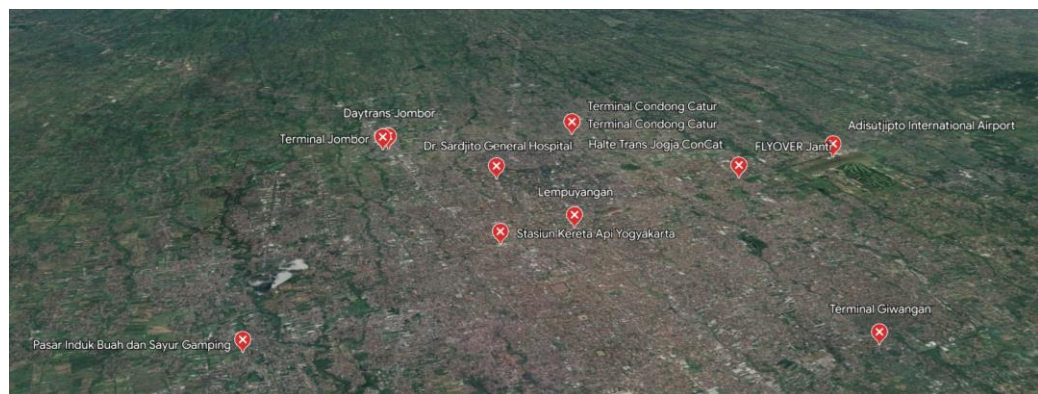 Terminal Condong Catur
Daytrans Jombor
Terminal Condong Catur
Adisutjipto International Airport
Terminal Jombor
Dr. Sardjito General Hospital
Halte Trans Jogja ConCat
FLYOVER Janti
Lempuyangan
Stasiun Kereta Api Yogyakarta
Terminal Giwangan
Pasar Induk Buah dan Sayur Gamping